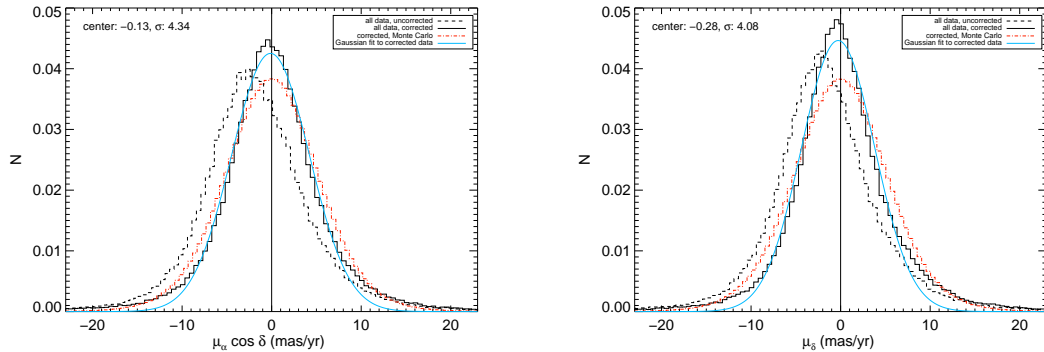 center: −0.13, σ: 4.34
all data, uncorrected
all data, corrected
corrected, Monte Carlo
Gaussian fit to corrected data
0.05
0.04
0.03
0.02
0.01
0.00
N
−20 −10 0 10 20
μα cos δ (mas/yr)
center: −0.28, σ: 4.08
all data, uncorrected
all data, corrected
corrected, Monte Carlo
Gaussian fit to corrected data
0.05
0.04
0.03
0.02
0.01
0.00
N
−20 −10 0 10 20
μδ (mas/yr)